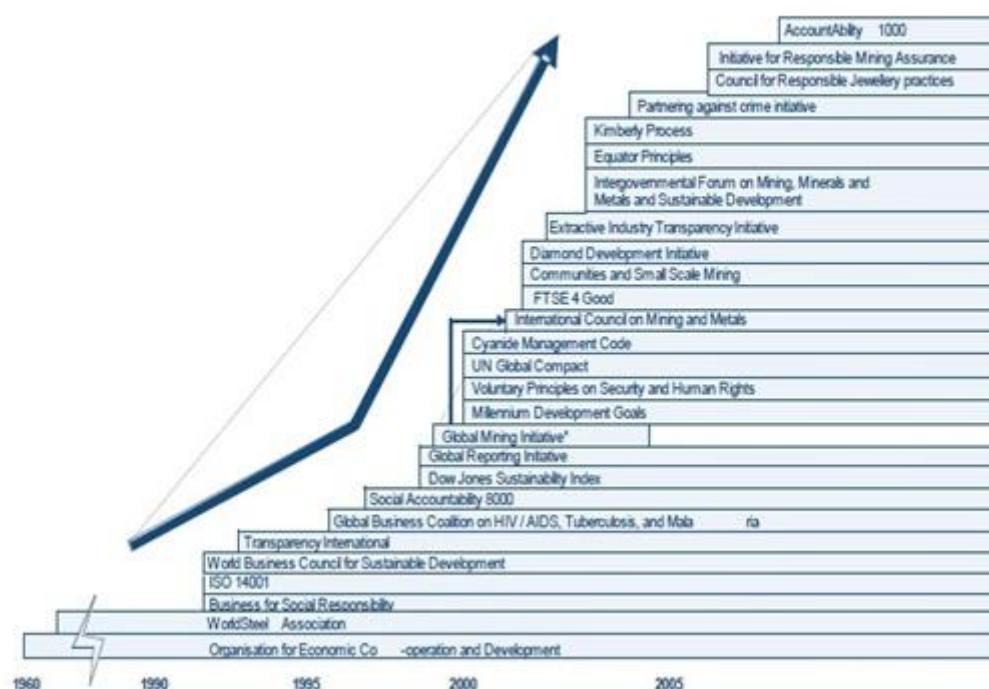 AccountAbility 1000
Initiative for Responsible Mining Assurance
Council for Responsible Jewellery practices
Partnering against crime initiative
Kimberly Process
Equator Principles
Intergovernmental Forum on Mining, Minerals and
Metals and Sustainable Development
Extractive Industry Transparency Initiative
Diamond Development Initiative
Communities and Small Scale Mining
FTSE 4 Good
International Council on Mining and Metals
Cyanide Management Code
UN Global Compact
Voluntary Principles on Security and Human Rights
Millennium Development Goals
Global Mining Initiative*
Global Reporting Initiative
Dow Jones Sustainability Index
Social Accountability 8000
Global Business Coalition on HIV / AIDS, Tuberculosis, and Mala ria
Transparency International
World Business Council for Sustainable Development
ISO 14001
Business for Social Responsibility
WorldSteel Association
Organisation for Economic Co -operation and Development
1960 1990 1995 2000 2005